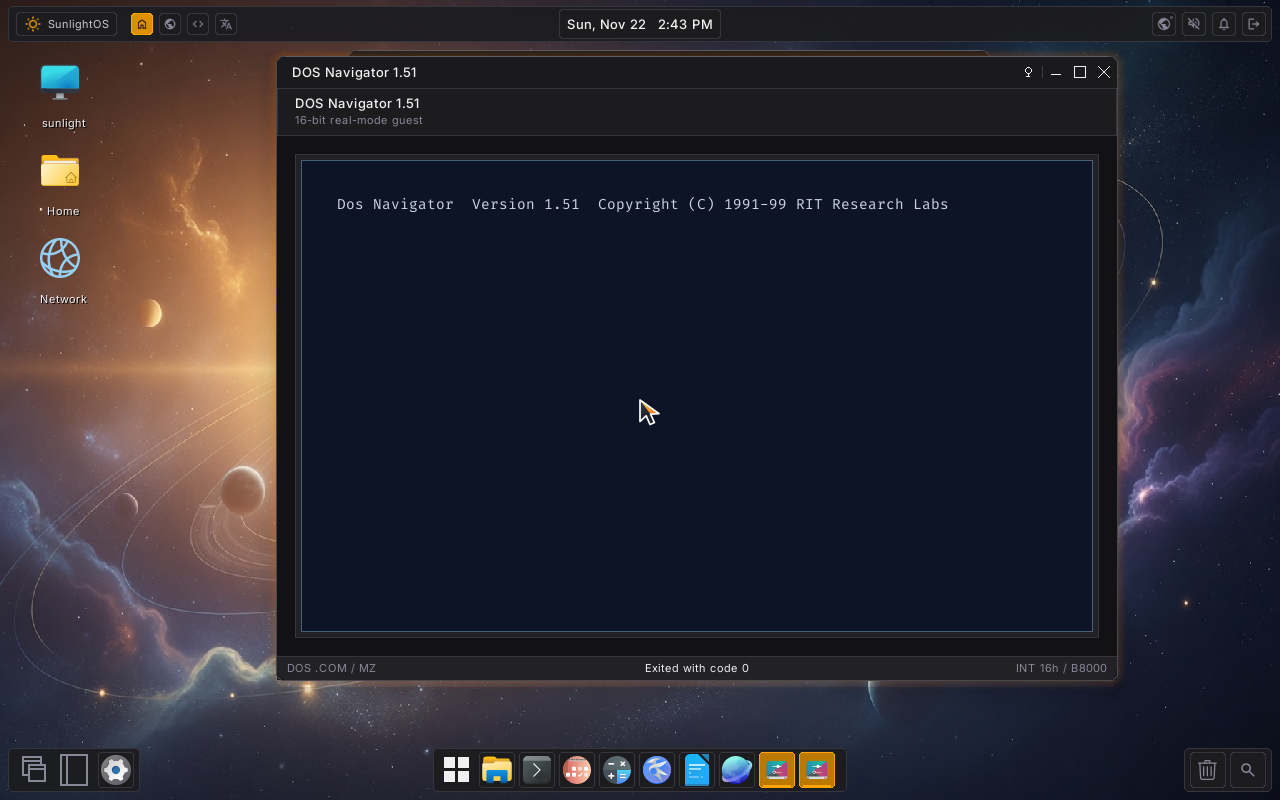 SunlightOS
Sun, Nov 22 2:43 PM
sunlight
Home
Network
DOS Navigator 1.51
DOS Navigator 1.51
16-bit real-mode guest
Dos Navigator  Version 1.51  Copyright (C) 1991-99 RIT Research Labs
DOS .COM / MZ
Exited with code 0
INT 16h / B8000